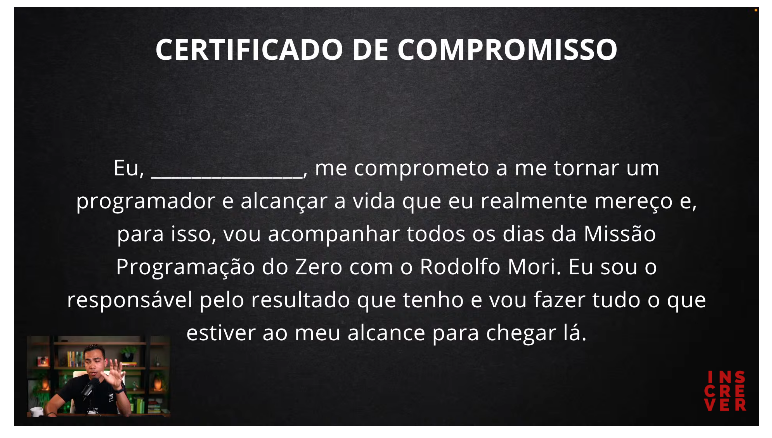 CERTIFICADO DE COMPROMISSO
Eu, _______________, me comprometo a me tornar um
programador e alcançar a vida que eu realmente mereço e,
para isso, vou acompanhar todos os dias da Missão
Programação do Zero com o Rodolfo Mori. Eu sou o
responsável pelo resultado que tenho e vou fazer tudo o que
estiver ao meu alcance para chegar lá.
INS
CRE
VER